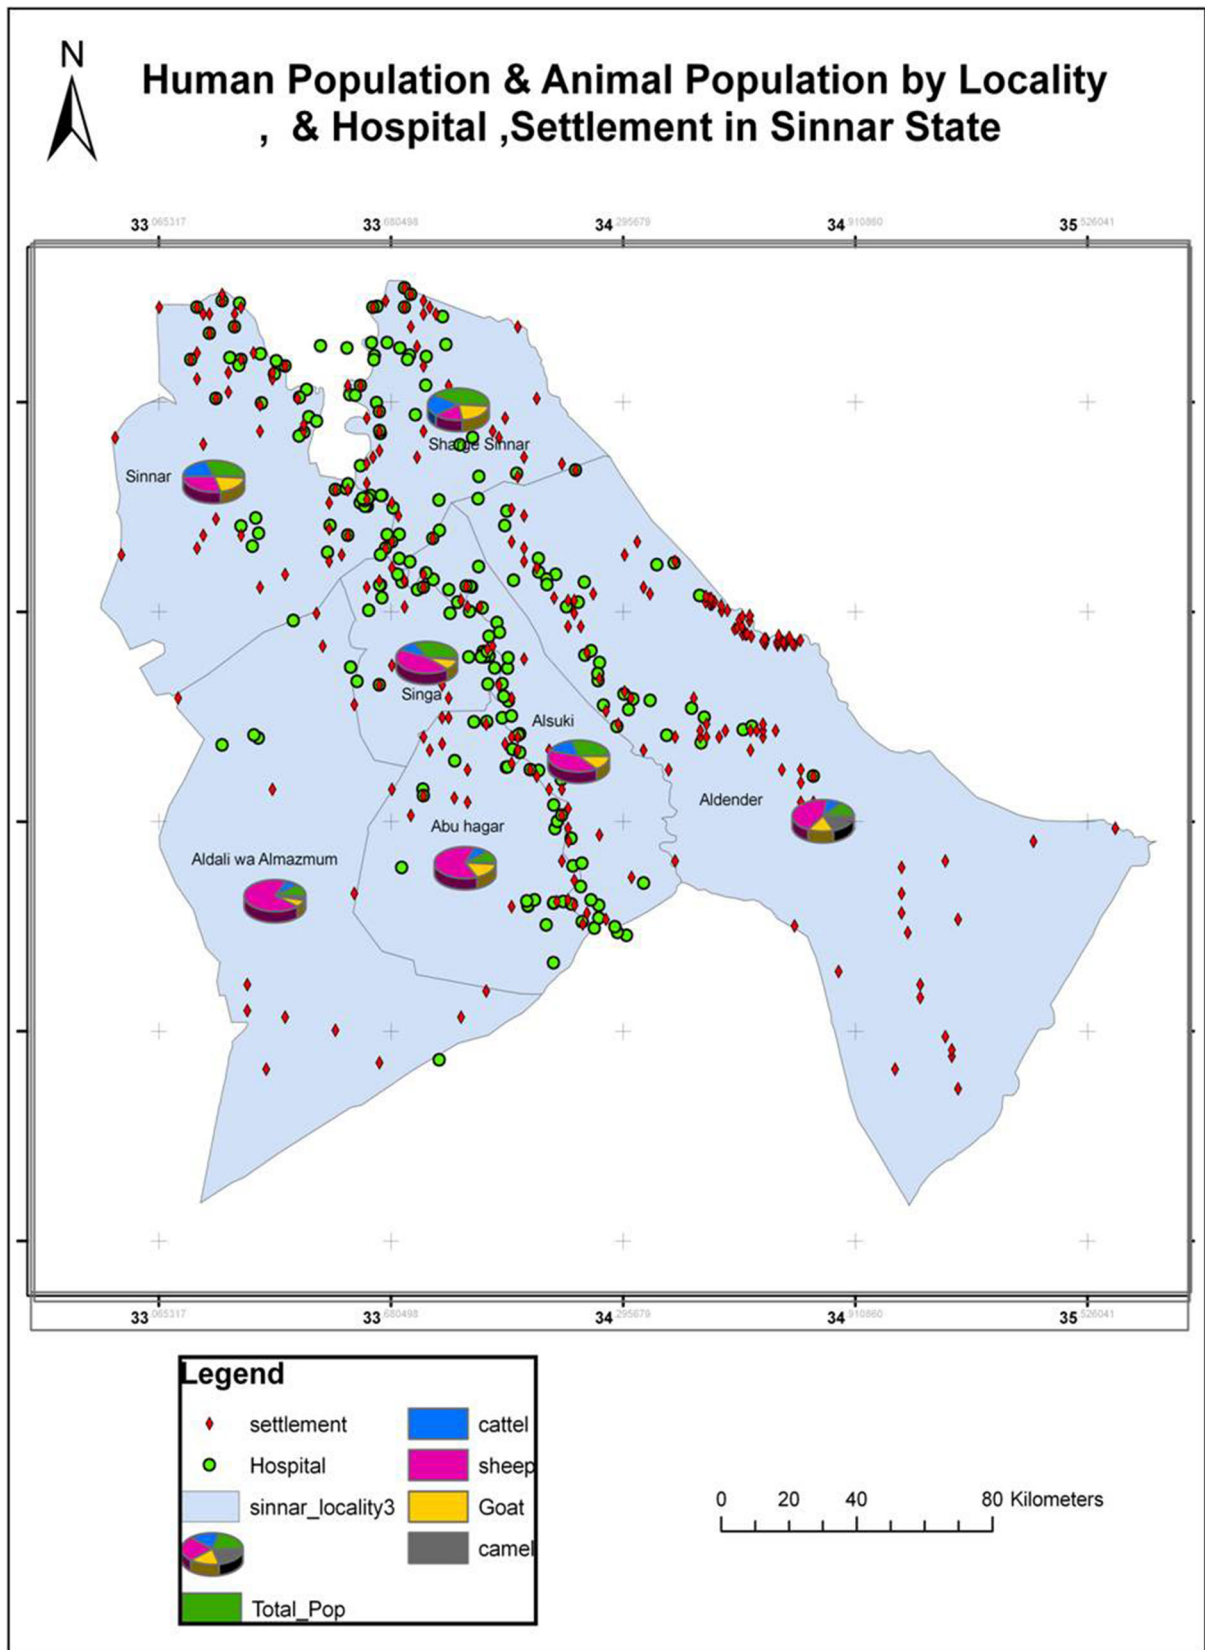 N
Human Population & Animal Population by Locality
, & Hospital ,Settlement in Sinnar State
33.065317 33.680498 34.295679 34.910860 35.526041
Sharge Sinnar
Sinnar
Singa
Alsuki
Aldender
Abu hagar
Aldali wa Almazmum
33.065317 33.680498 34.295679 34.910860 35.526041
Legend
settlement cattel
Hospital sheep
sinnar_locality3 Goat
camel
Total_Pop
0 20 40 80 Kilometers